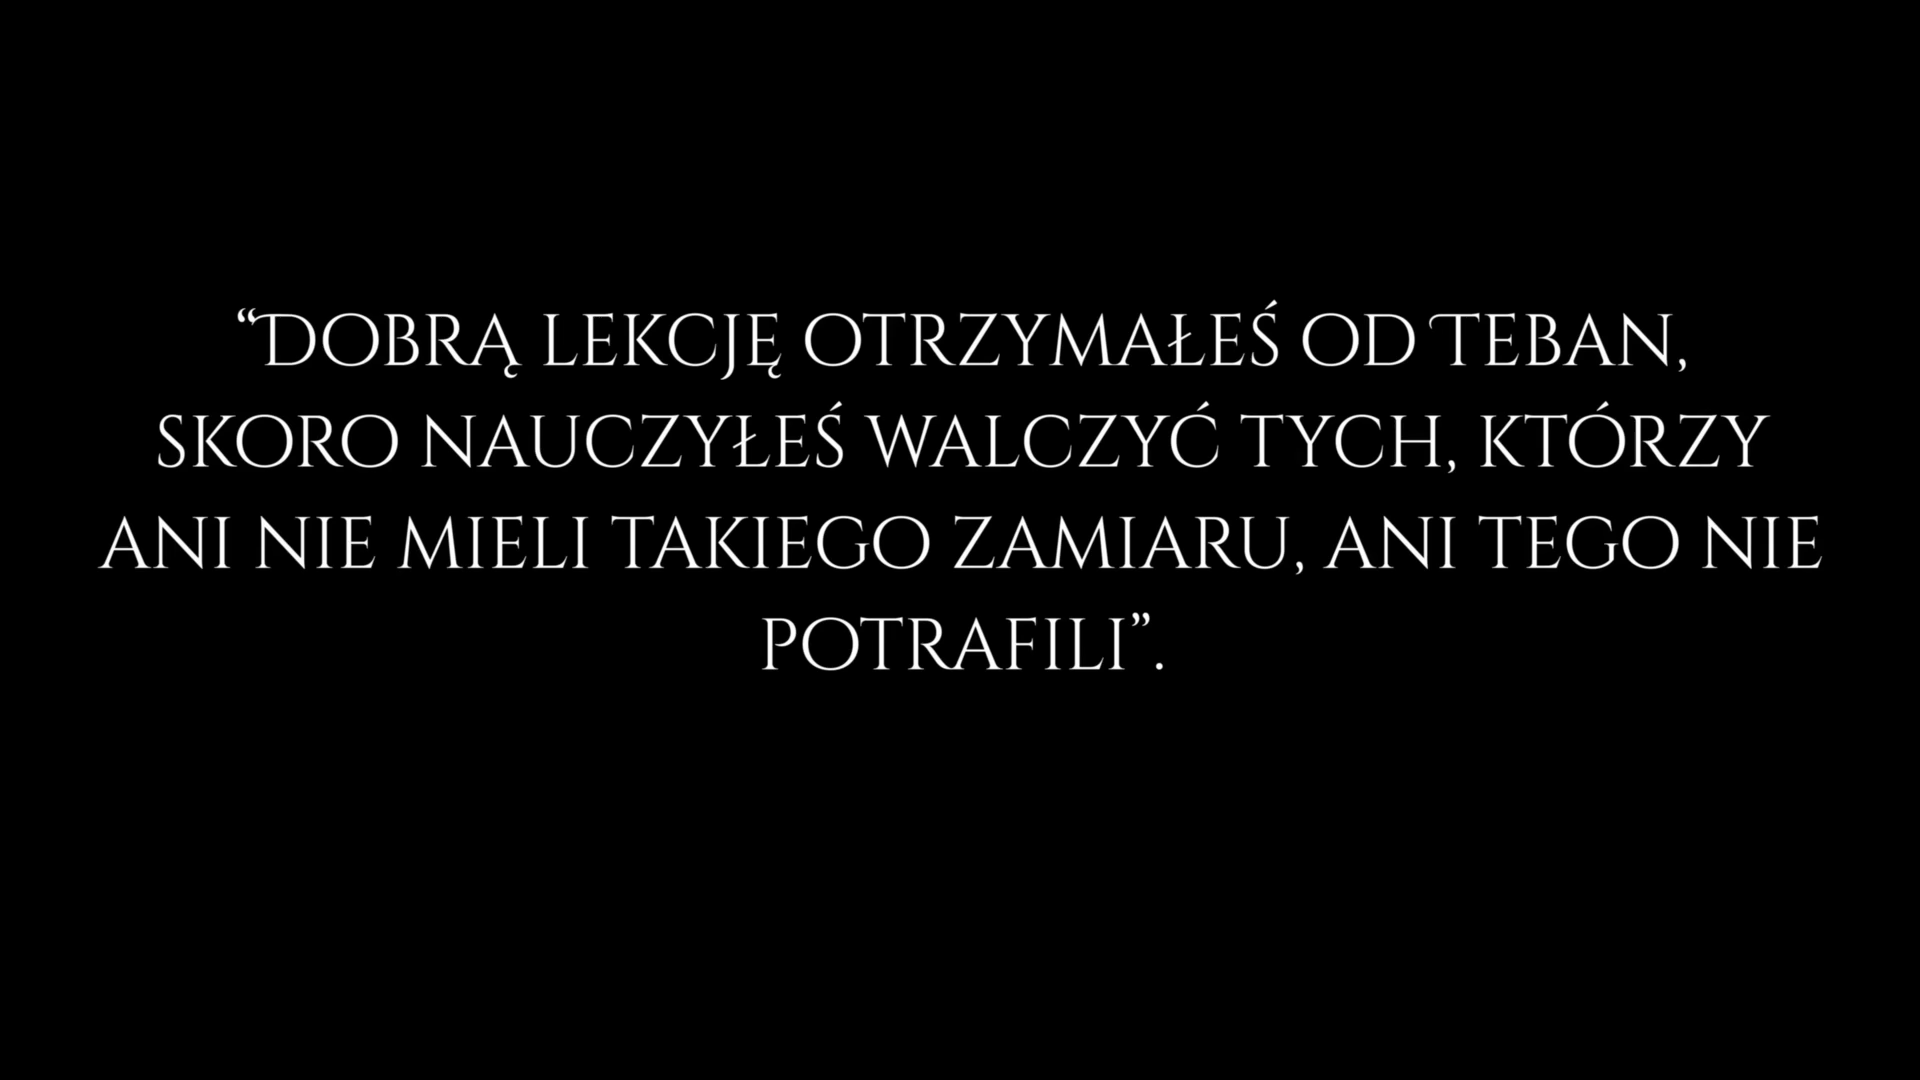 “Dobrą lekcję otrzymałeś od Teban,
skoro nauczyłeś walczyć tych, którzy
ani nie mieli takiego zamiaru, ani tego nie
potrafili”.